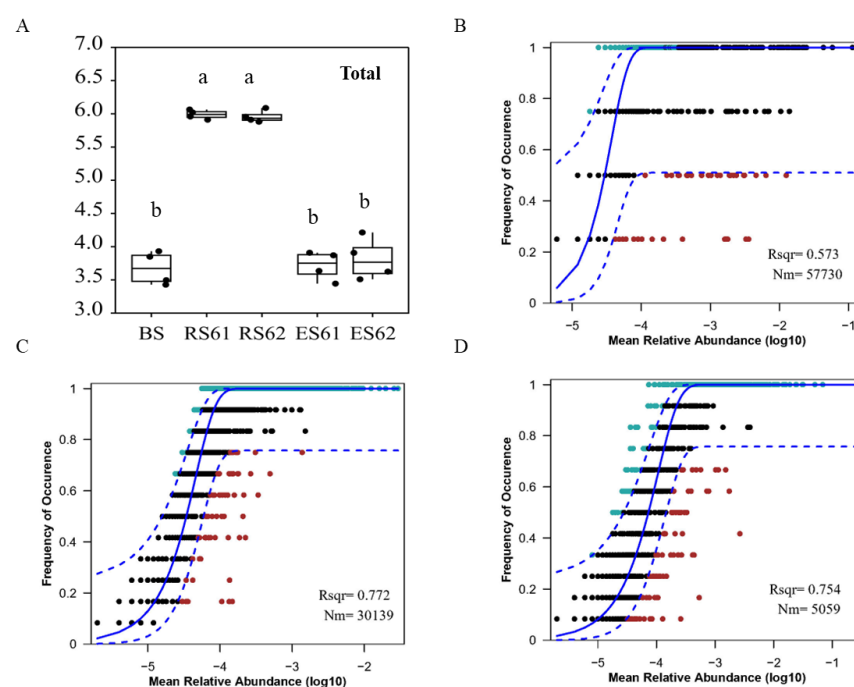 A
7.0
6.5
6.0
5.5
5.0
4.5
4.0
3.5
3.0
a a Total
b b b
BS RS61 RS62 ES61 ES62
B
Frequency of Occurence
1
0.8
0.6
0.4
0.2
0
Rsqr= 0.573
Nm= 57730
−5 −4 −3 −2 −1
Mean Relative Abundance (log10)
C
Frequency of Occurence
1
0.8
0.6
0.4
0.2
0
Rsqr= 0.772
Nm= 30139
−5 −4 −3 −2
Mean Relative Abundance (log10)
D
Frequency of Occurence
1
0.8
0.6
0.4
0.2
0
Rsqr= 0.754
Nm= 5059
−5 −4 −3 −2 −1
Mean Relative Abundance (log10)